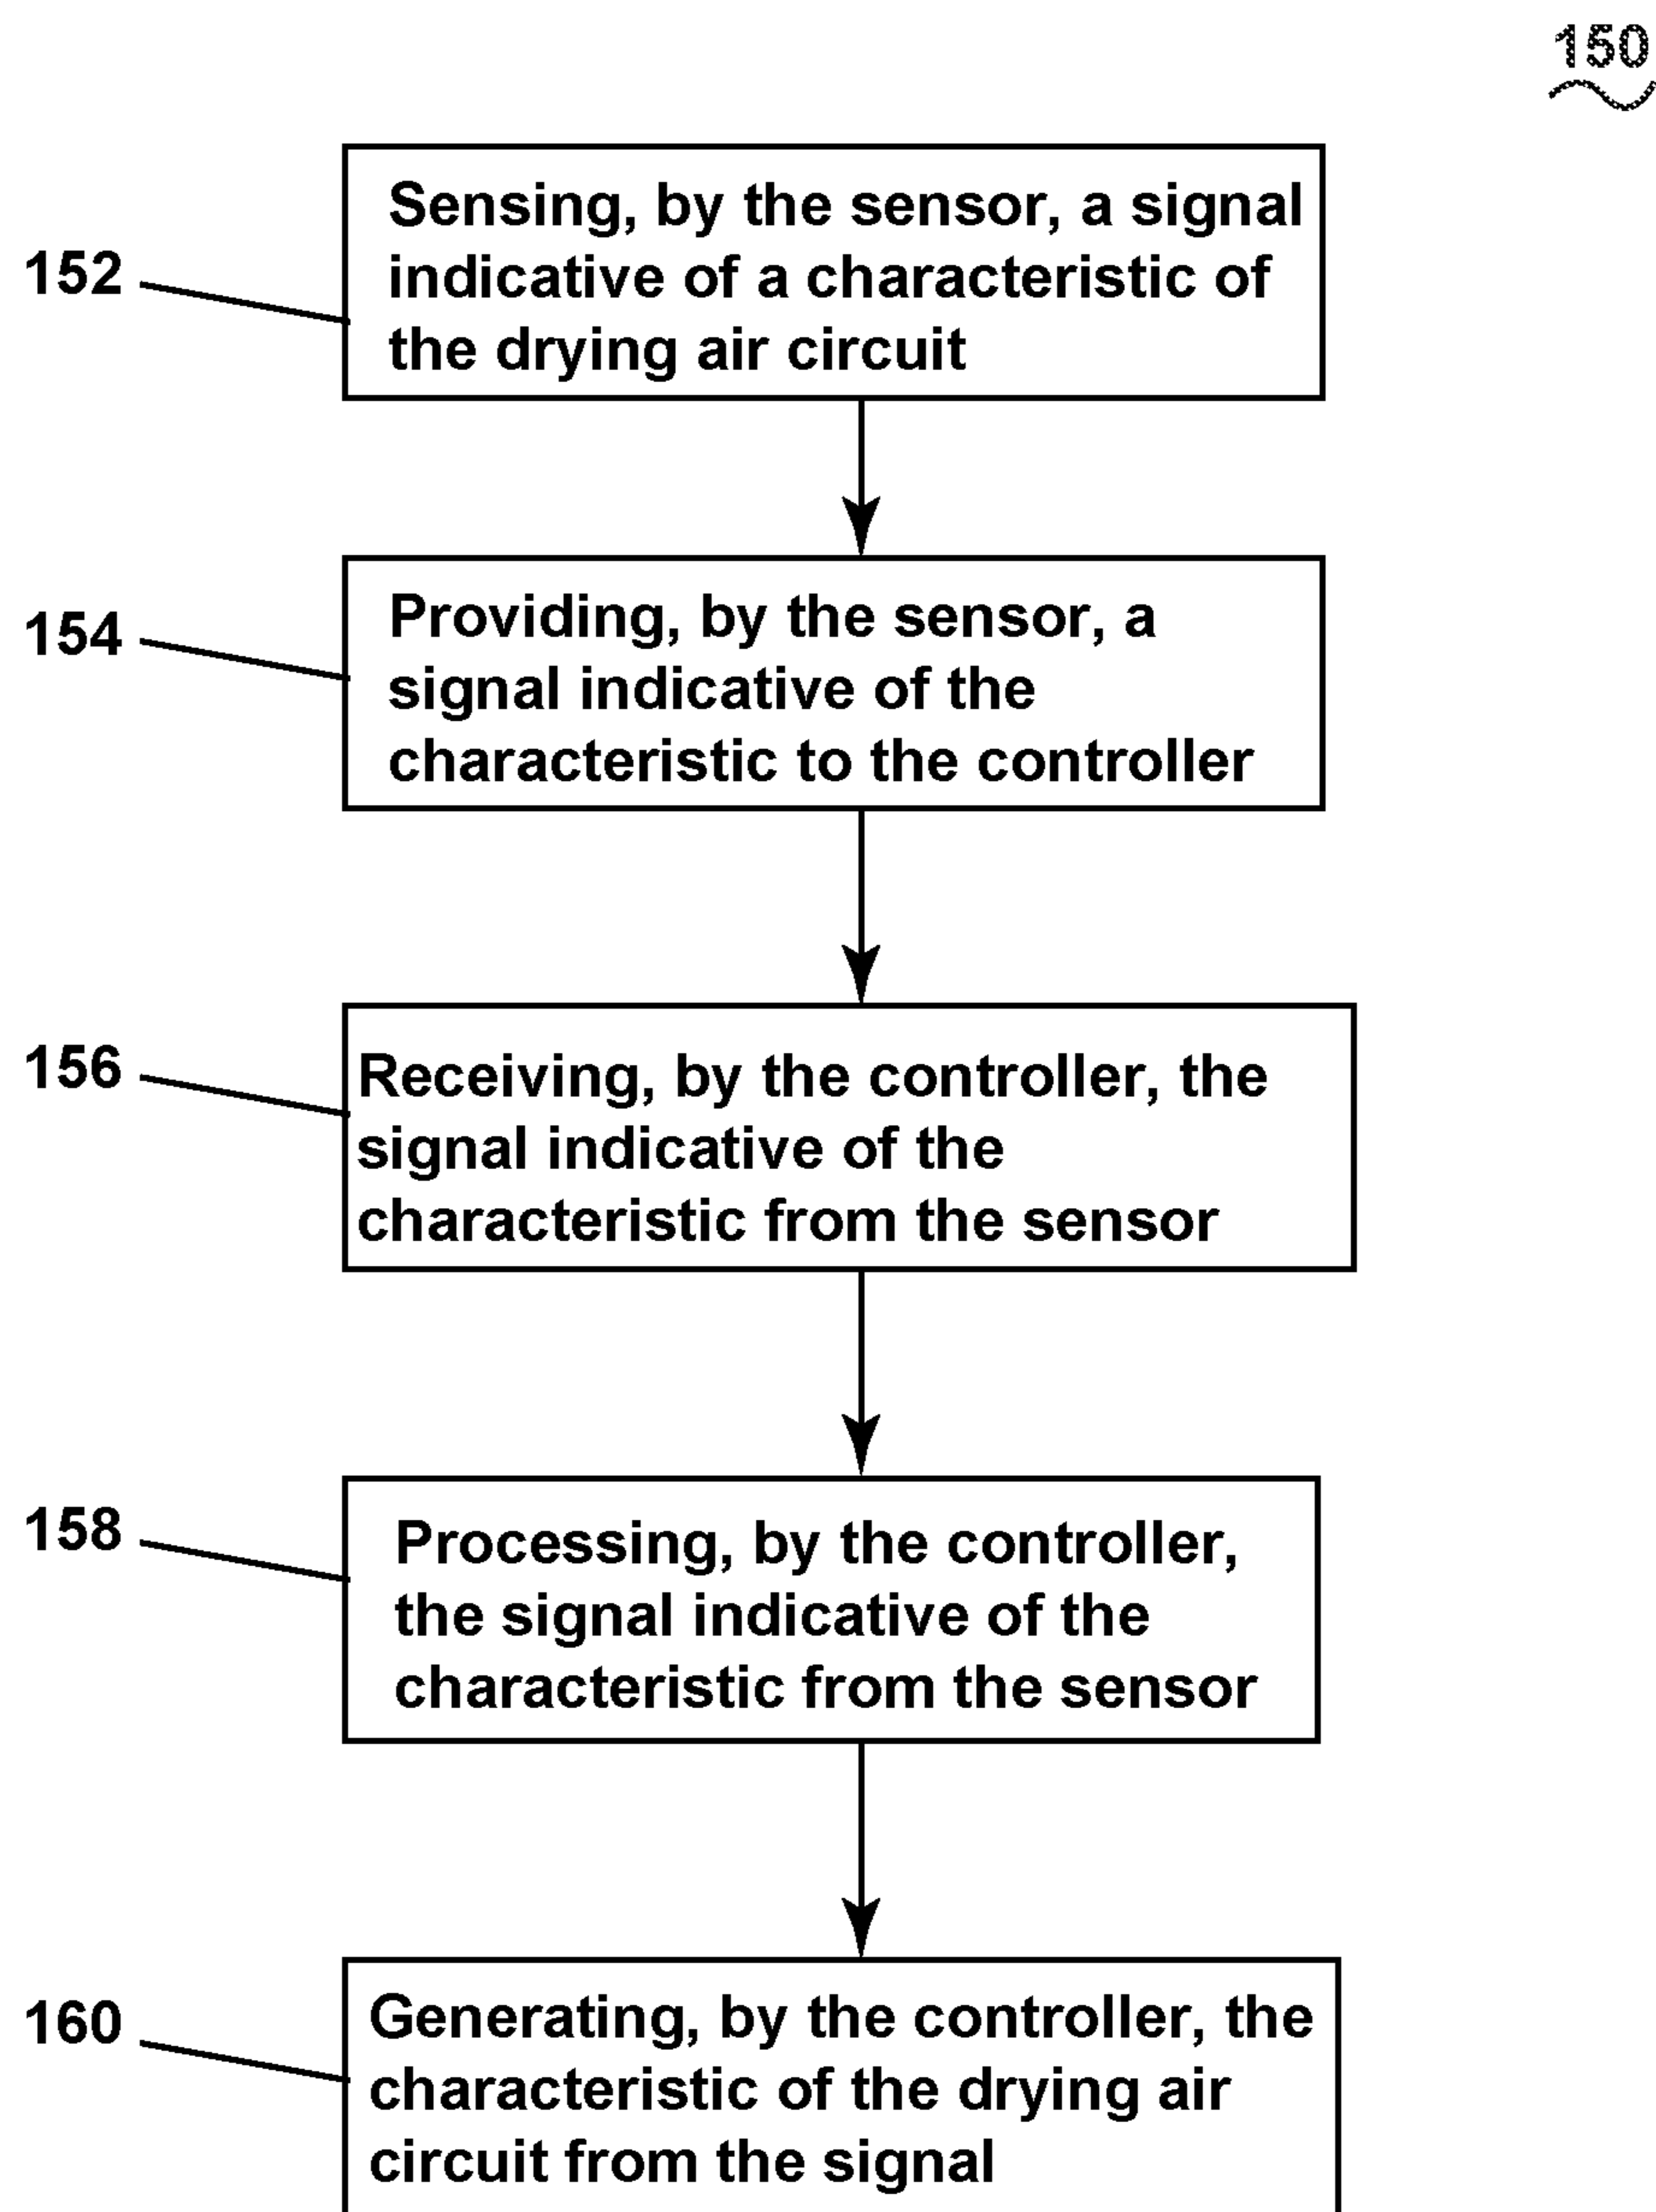 150
152
Sensing, by the sensor, a signal
indicative of a characteristic of
the drying air circuit
154
Providing, by the sensor, a
signal indicative of the
characteristic to the controller
156
Receiving, by the controller, the
signal indicative of the
characteristic from the sensor
158
Processing, by the controller,
the signal indicative of the
characteristic from the sensor
160
Generating, by the controller, the
characteristic of the drying air
circuit from the signal